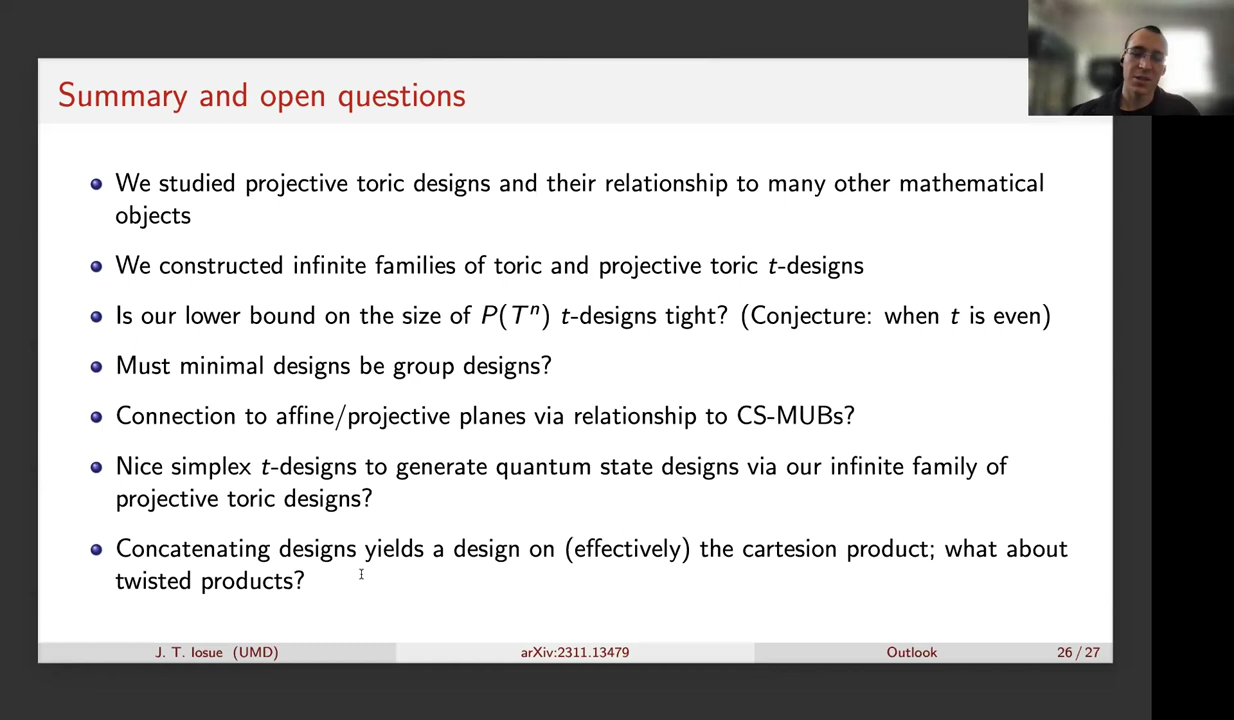 Summary and open questions
We studied projective toric designs and their relationship to many other mathematical
objects
We constructed infinite families of toric and projective toric t-designs
Is our lower bound on the size of P(Tⁿ) t-designs tight? (Conjecture: when t is even)
Must minimal designs be group designs?
Connection to affine/projective planes via relationship to CS-MUBs?
Nice simplex t-designs to generate quantum state designs via our infinite family of
projective toric designs?
Concatenating designs yields a design on (effectively) the cartesion product; what about
twisted products?
J. T. Iosue (UMD) arXiv:2311.13479 Outlook 26 / 27